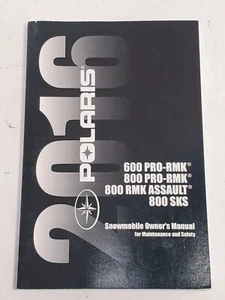 2016
POLARIS®
600 PRO-RMK®
800 PRO-RMK®
800 RMK ASSAULT®
800 SKS
Snowmobile Owner's Manual
for Maintenance and Safety